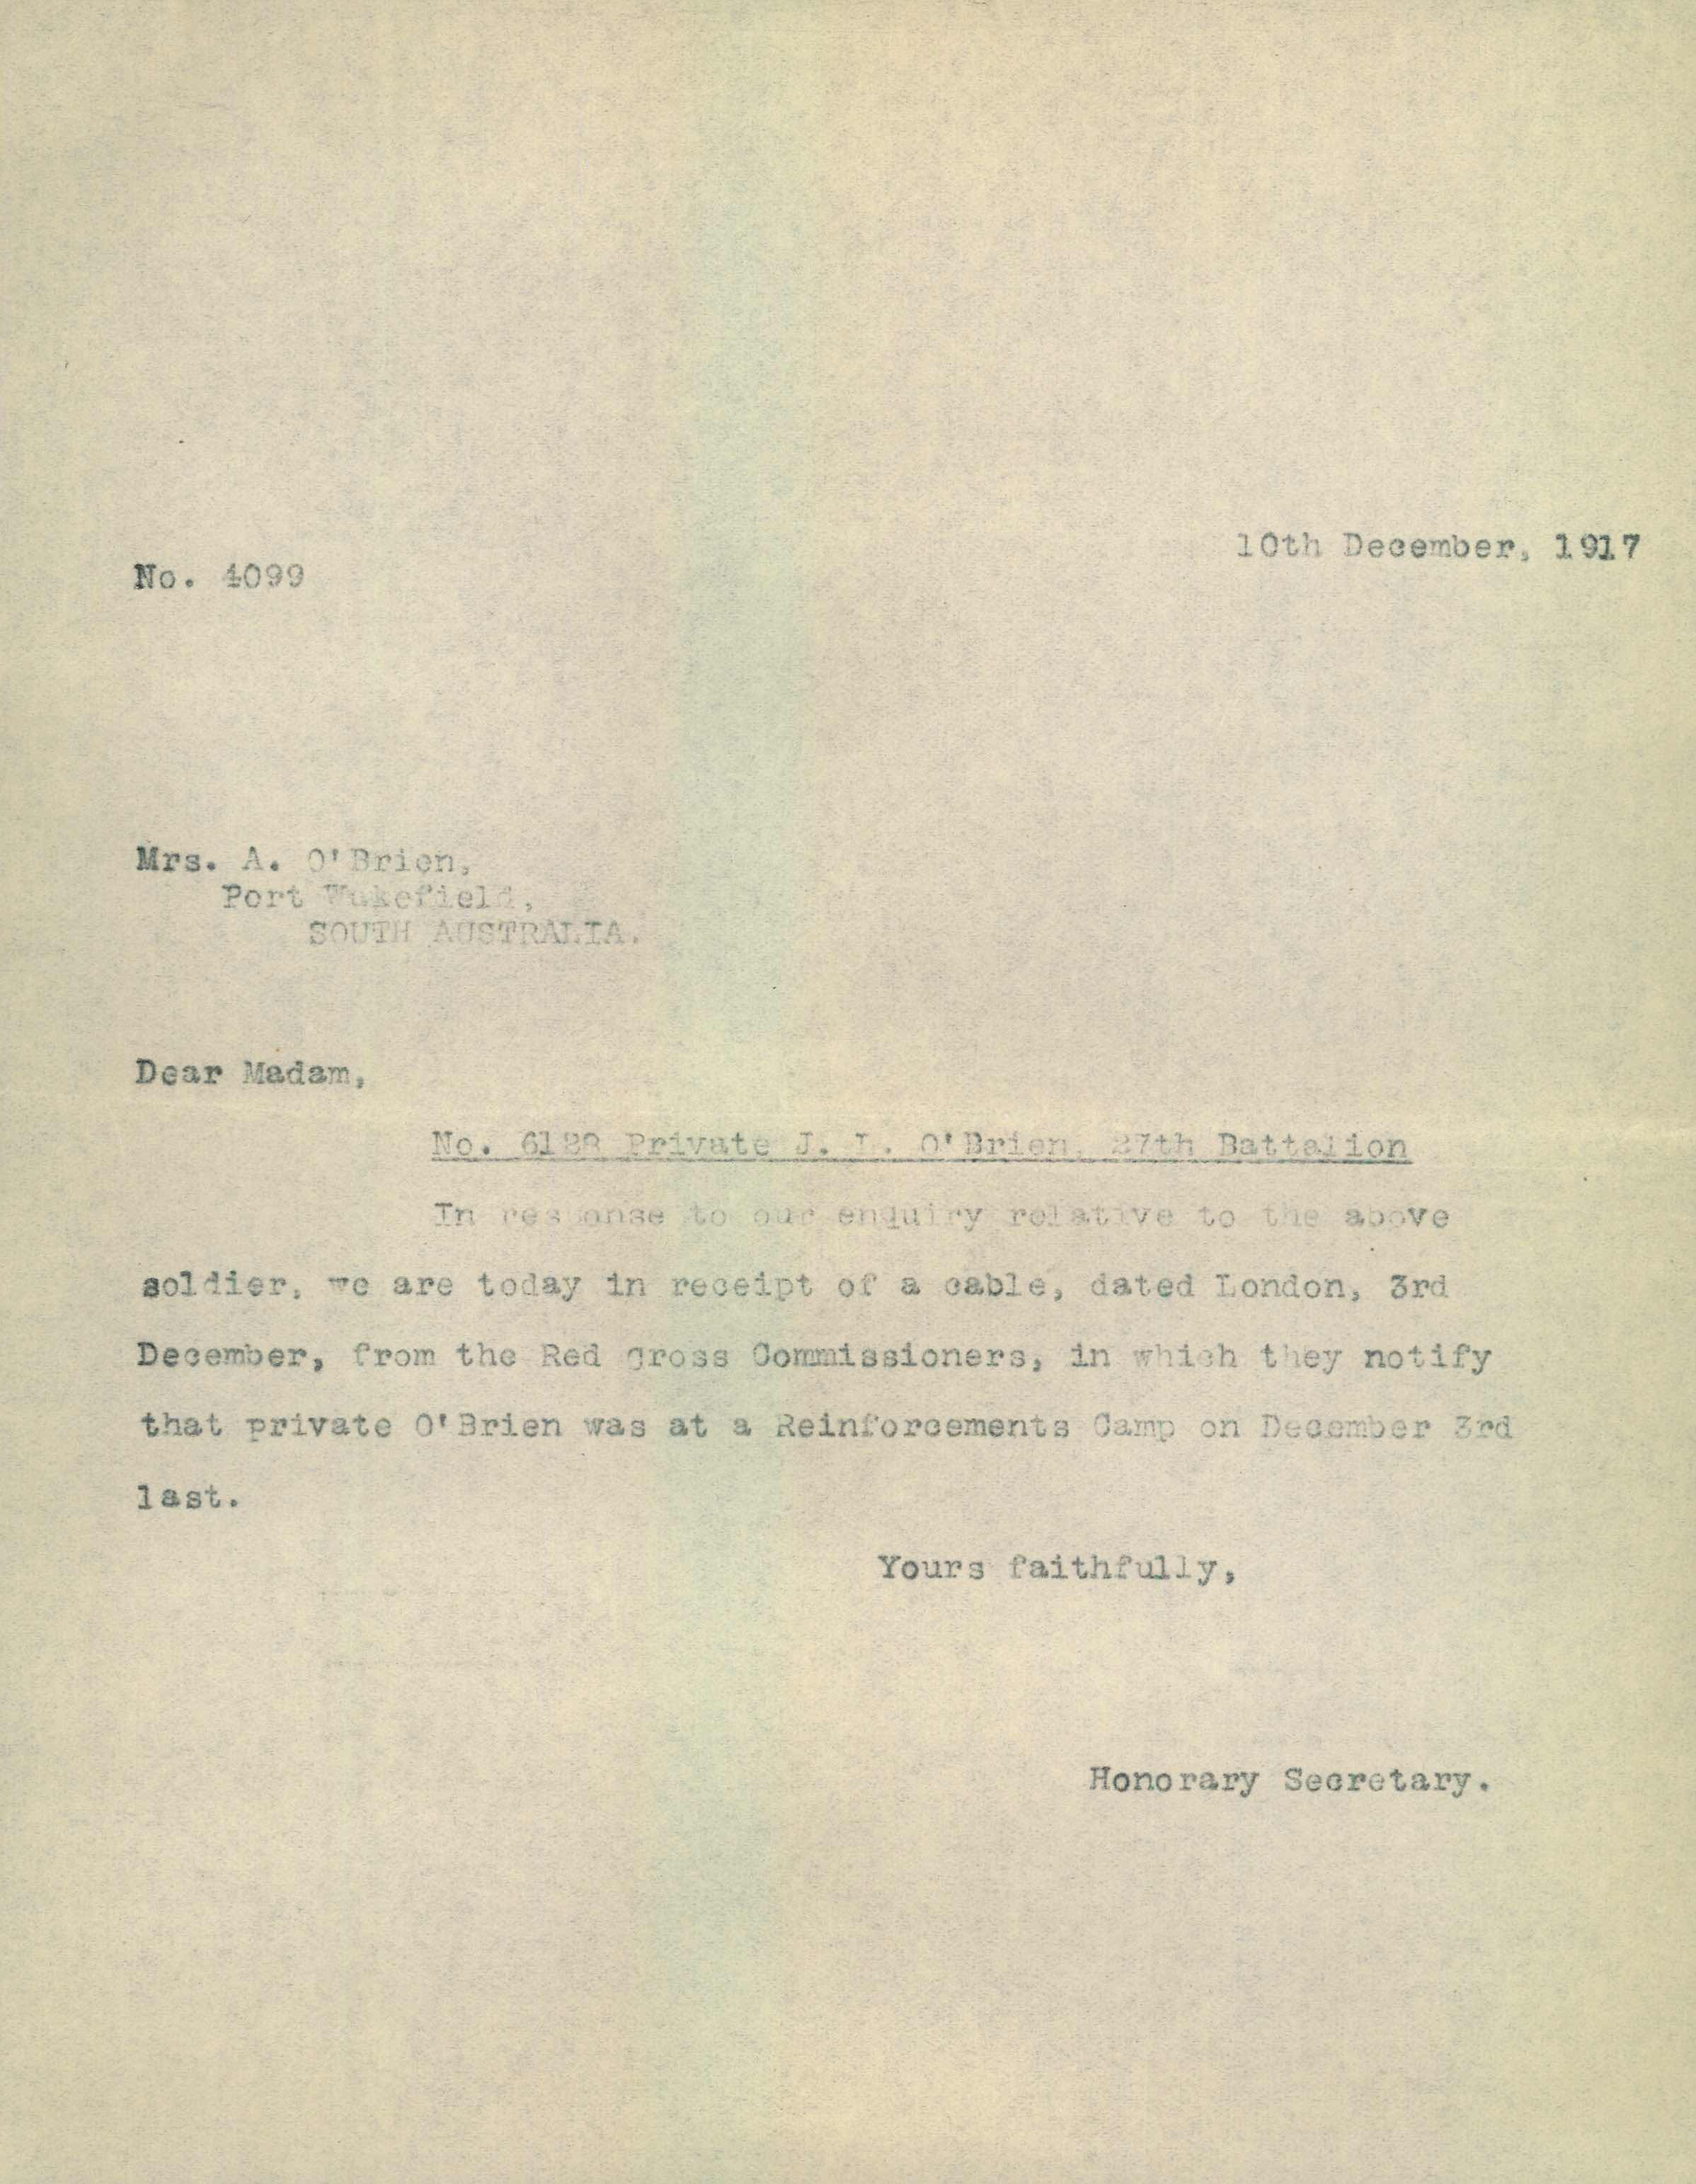 10th December, 1917
No. 4099
Mrs. A. O'Brien,
Port Wakefield,
SOUTH AUSTRALIA.
Dear Madam,
No. Private J. L. O'Brien, 27th Battalion
In response to our enquiry relative to the above
soldier, we are today in receipt of a cable, dated London, 3rd
December, from the Red gross Commissioners, in which they notify
that private O'Brien was at a Reinforcements Camp on December 3rd
last.
Yours faithfully,
Honorary Secretary.